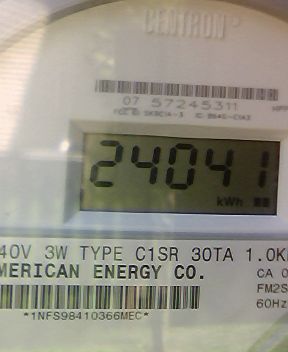 CENTRON®
07 57245311
24041
kWh
40V 3W TYPE C1SR 30TA 1.0K
MERICAN ENERGY CO.
CA 0
FM2S
60Hz
*1NFS98410366MEC*